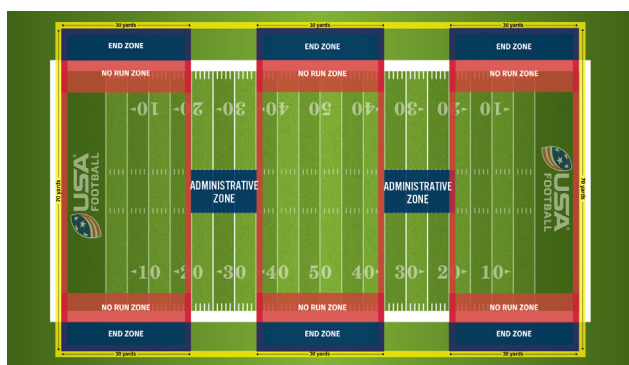 30 yards 30 yards 30 yards
END ZONE END ZONE END ZONE
NO RUN ZONE NO RUN ZONE NO RUN ZONE
10 20 30 40 50 40 30 20 10
70 yards 70 yards
USA
FOOTBALL
ADMINISTRATIVE
ZONE
ADMINISTRATIVE
ZONE
USA
FOOTBALL
10 20 30 40 50 40 30 20 10
NO RUN ZONE NO RUN ZONE NO RUN ZONE
END ZONE END ZONE END ZONE
30 yards 30 yards 30 yards